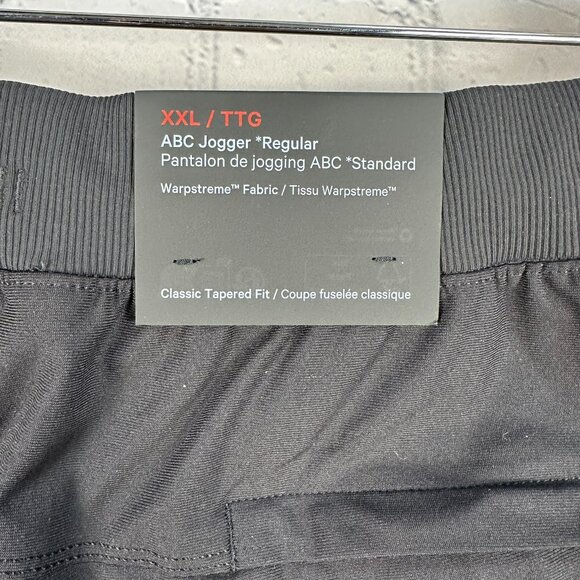 XXL / TTG
ABC Jogger *Regular
Pantalon de jogging ABC *Standard
Warpstreme™ Fabric / Tissu Warpstreme™
Classic Tapered Fit / Coupe fuselée classique